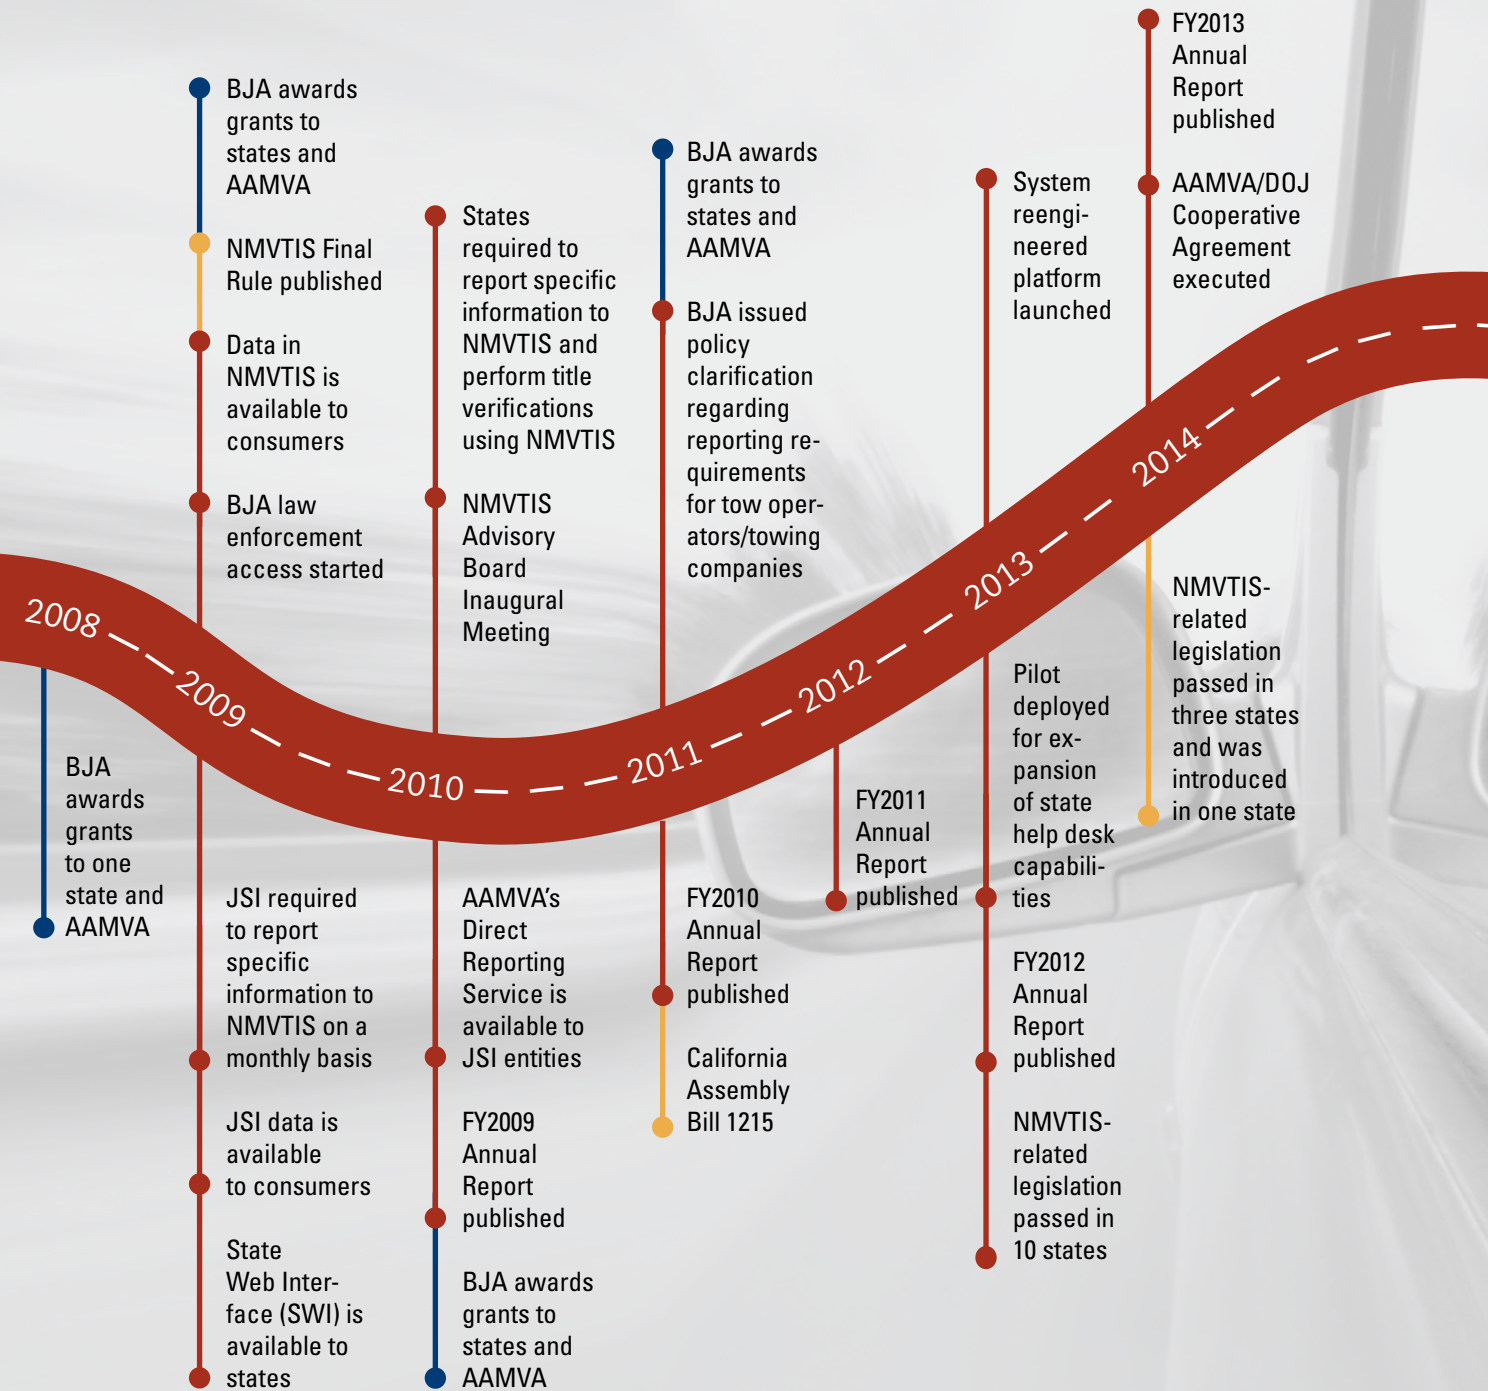 BJA awards
grants to
states and
AAMVA
NMVTIS Final
Rule published
Data in
NMVTIS is
available to
consumers
BJA law
enforcement
access started
States
required to
report specific
information to
NMVTIS and
perform title
verifications
using NMVTIS
NMVTIS
Advisory
Board
Inaugural
Meeting
BJA awards
grants to
states and
AAMVA
BJA issued
policy
clarification
regarding
reporting re-
quirements
for tow oper-
ators/towing
companies
System
reengi-
neered
platform
launched
FY2013
Annual
Report
published
AAMVA/DOJ
Cooperative
Agreement
executed
2008
2009
2010
2011
2012
2013
2014
BJA
awards
grants
to one
state and
AAMVA
JSI required
to report
specific
information to
NMVTIS on a
monthly basis
JSI data is
available
to consumers
State
Web Inter-
face (SWI) is
available to
states
AAMVA's
Direct
Reporting
Service is
available to
JSI entities
FY2009
Annual
Report
published
BJA awards
grants to
states and
AAMVA
FY2010
Annual
Report
published
California
Assembly
Bill 1215
FY2011
Annual
Report
published
Pilot
deployed
for ex-
pansion
of state
help desk
capabili-
ties
FY2012
Annual
Report
published
NMVTIS-
related
legislation
passed in
10 states
NMVTIS-
related
legislation
passed in
three states
and was
introduced
in one state